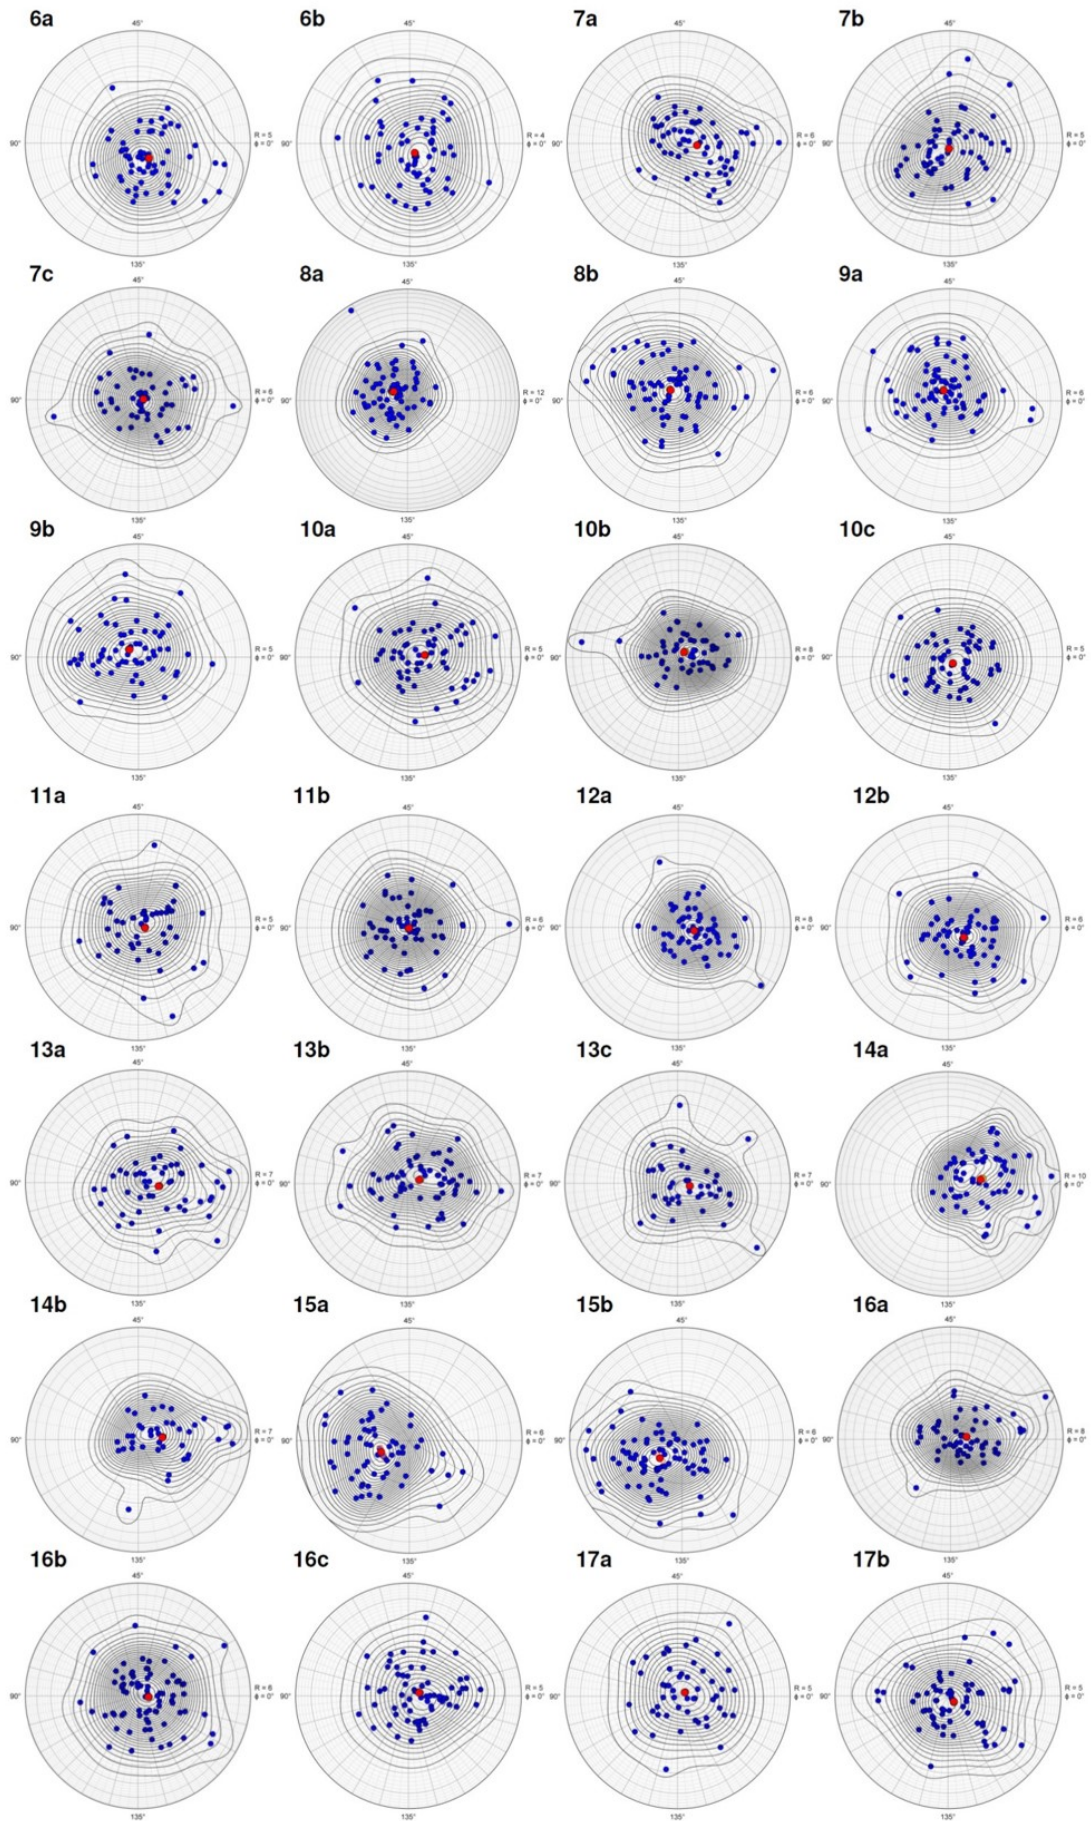 6a
45°
90°
R = 5
ϕ = 0°
135°
6b
45°
90°
R = 4
ϕ = 0°
135°
7a
45°
90°
R = 6
ϕ = 0°
135°
7b
45°
90°
R = 6
ϕ = 0°
135°
7c
45°
90°
R = 6
ϕ = 0°
135°
8a
45°
90°
R = 12
ϕ = 0°
135°
8b
45°
90°
R = 6
ϕ = 0°
135°
9a
45°
90°
R = 6
ϕ = 0°
135°
9b
45°
90°
R = 5
ϕ = 0°
135°
10a
45°
90°
R = 5
ϕ = 0°
135°
10b
45°
90°
R = 8
ϕ = 0°
135°
10c
45°
90°
R = 5
ϕ = 0°
135°
11a
45°
90°
R = 5
ϕ = 0°
135°
11b
45°
90°
R = 6
ϕ = 0°
135°
12a
45°
90°
R = 8
ϕ = 0°
135°
12b
45°
90°
R = 6
ϕ = 0°
135°
13a
45°
90°
R = 7
ϕ = 0°
135°
13b
45°
90°
R = 7
ϕ = 0°
135°
13c
45°
90°
R = 7
ϕ = 0°
135°
14a
45°
90°
R = 10
ϕ = 0°
135°
14b
45°
90°
R = 7
ϕ = 0°
135°
15a
45°
90°
R = 6
ϕ = 0°
135°
15b
45°
90°
R = 6
ϕ = 0°
135°
16a
45°
90°
R = 8
ϕ = 0°
135°
16b
45°
90°
R = 6
ϕ = 0°
135°
16c
45°
90°
R = 5
ϕ = 0°
135°
17a
45°
90°
R = 5
ϕ = 0°
135°
17b
45°
90°
R = 5
ϕ = 0°
135°